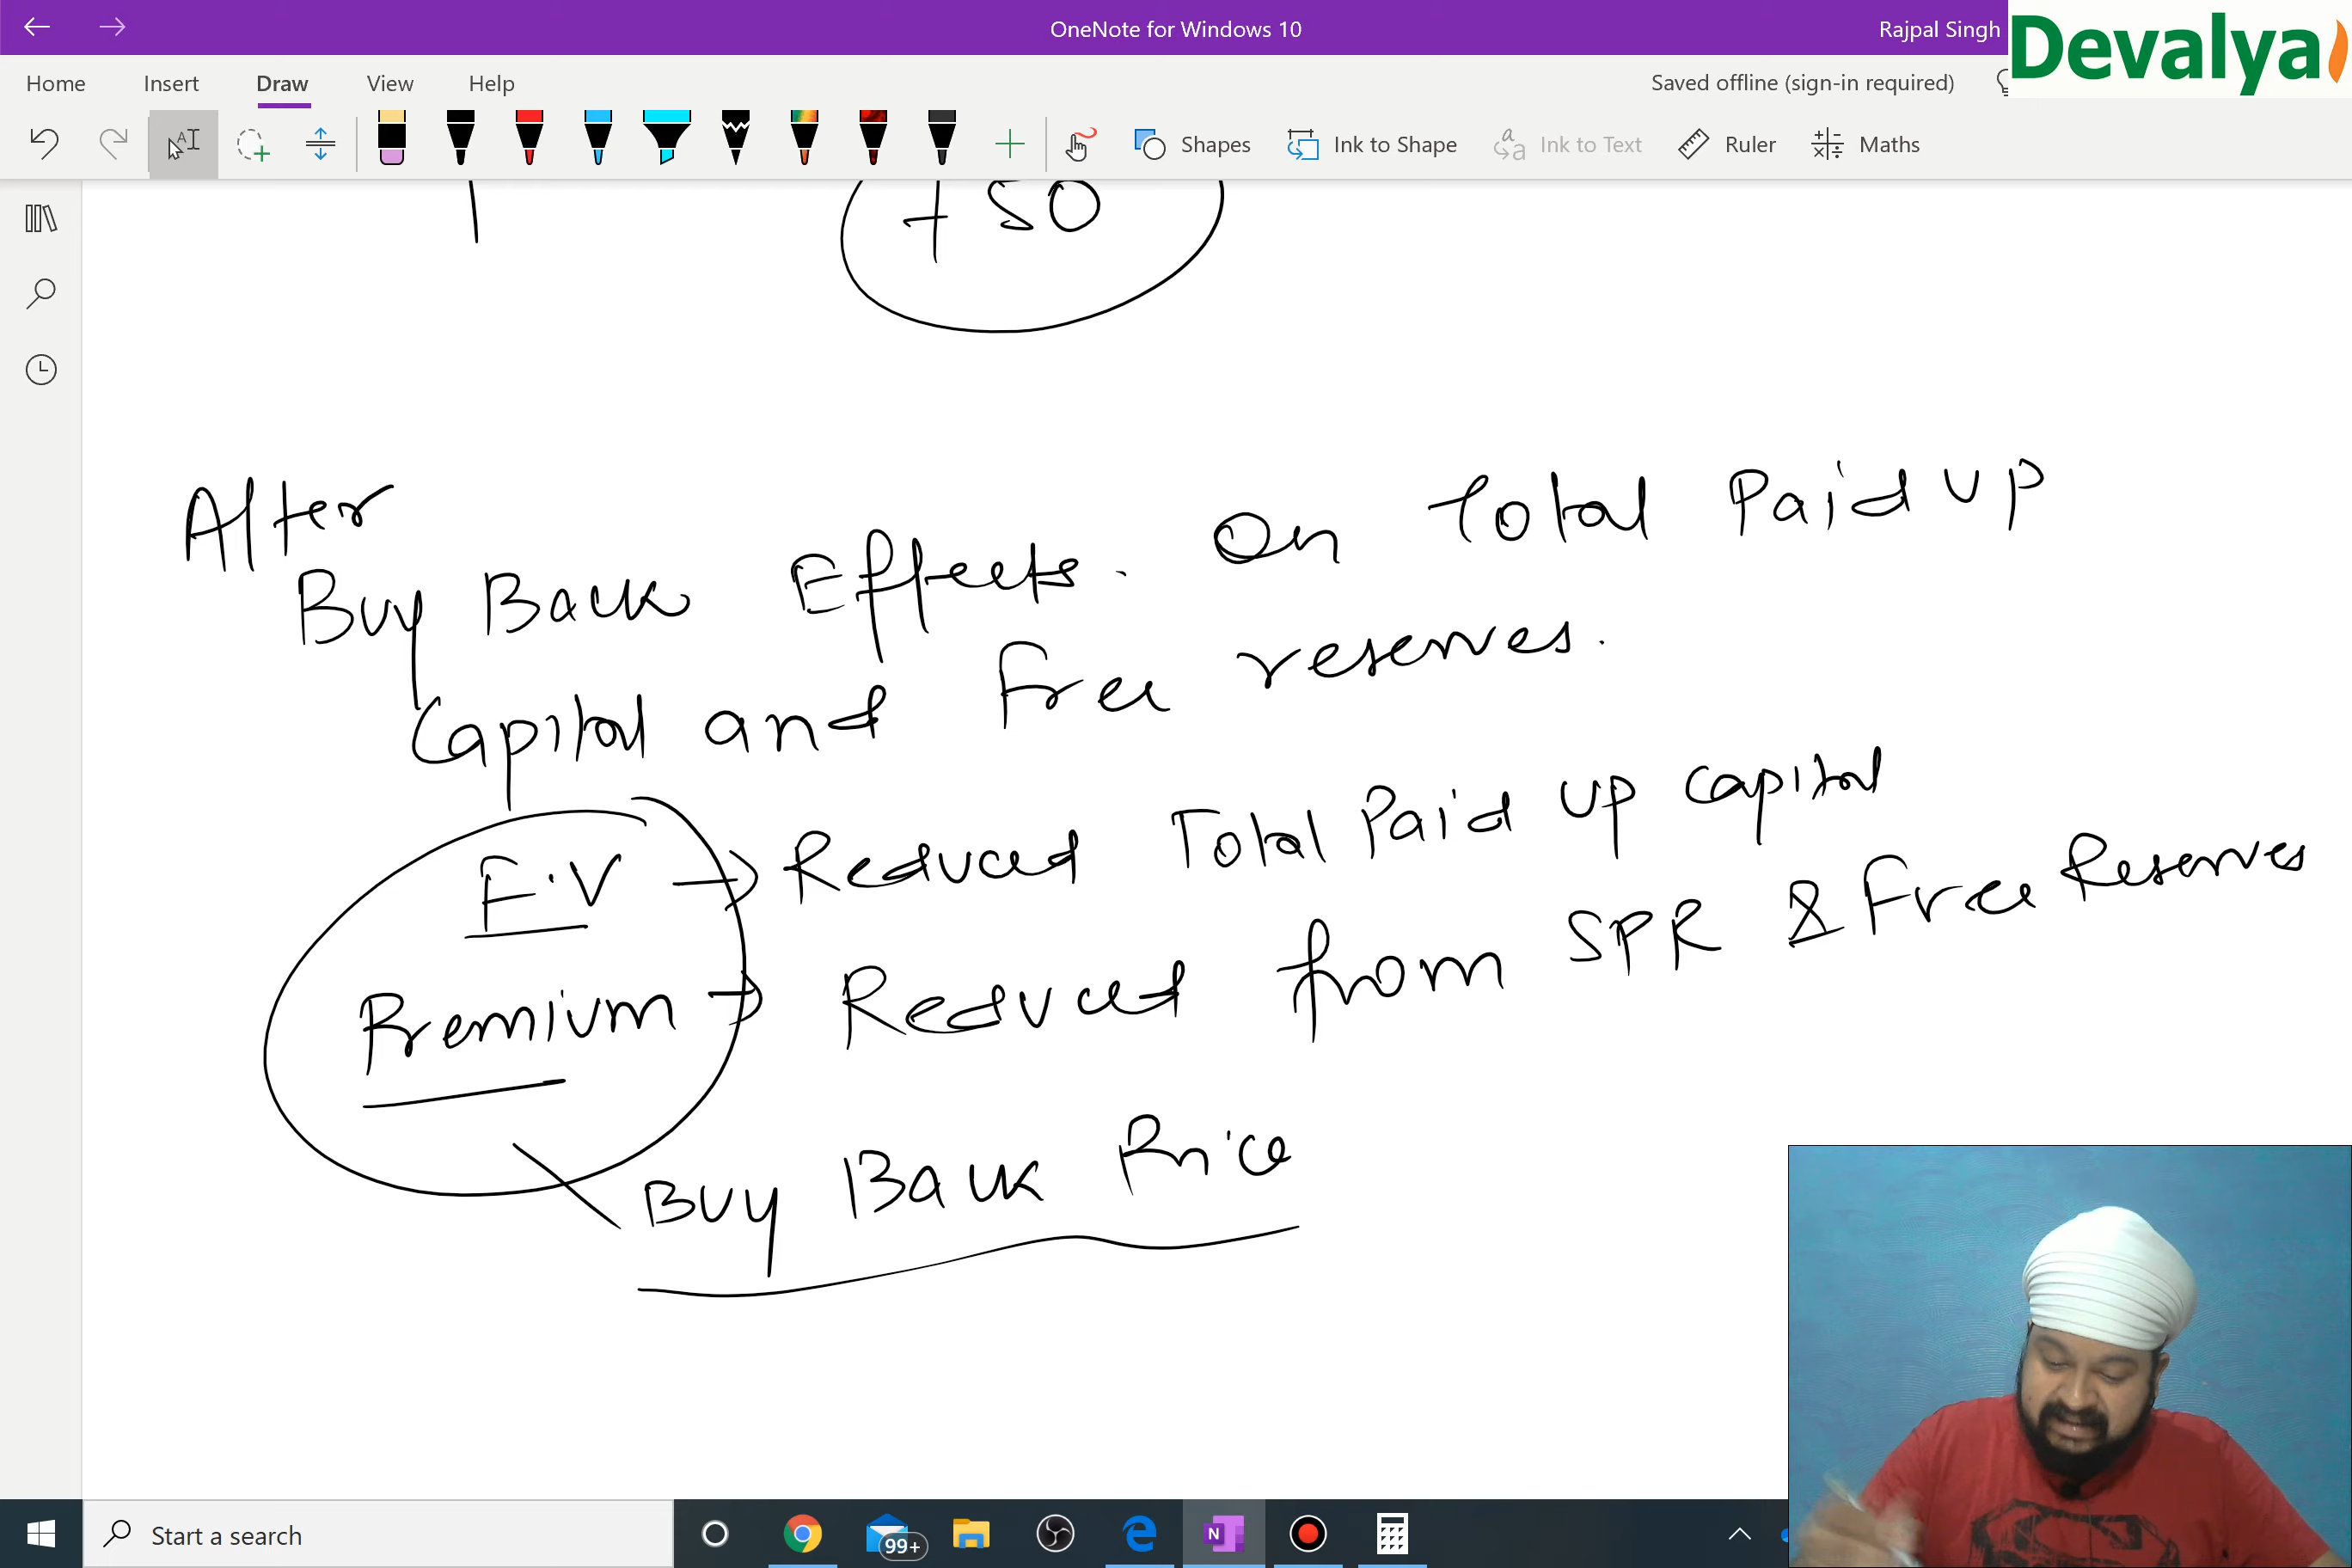 OneNote for Windows 10
Rajpal Singh
Devalya
Home Insert Draw View Help
Saved offline (sign-in required)
Shapes Ink to Shape Ink to Text Ruler Maths
+ 50
After
Buy Back Effects. On Total Paid up
Capital and Free reserves.
F.V → Reduced Total Paid up capital
Premium → Reduced from SPR & Free Reserves
Buy Back Price
Start a search
99+